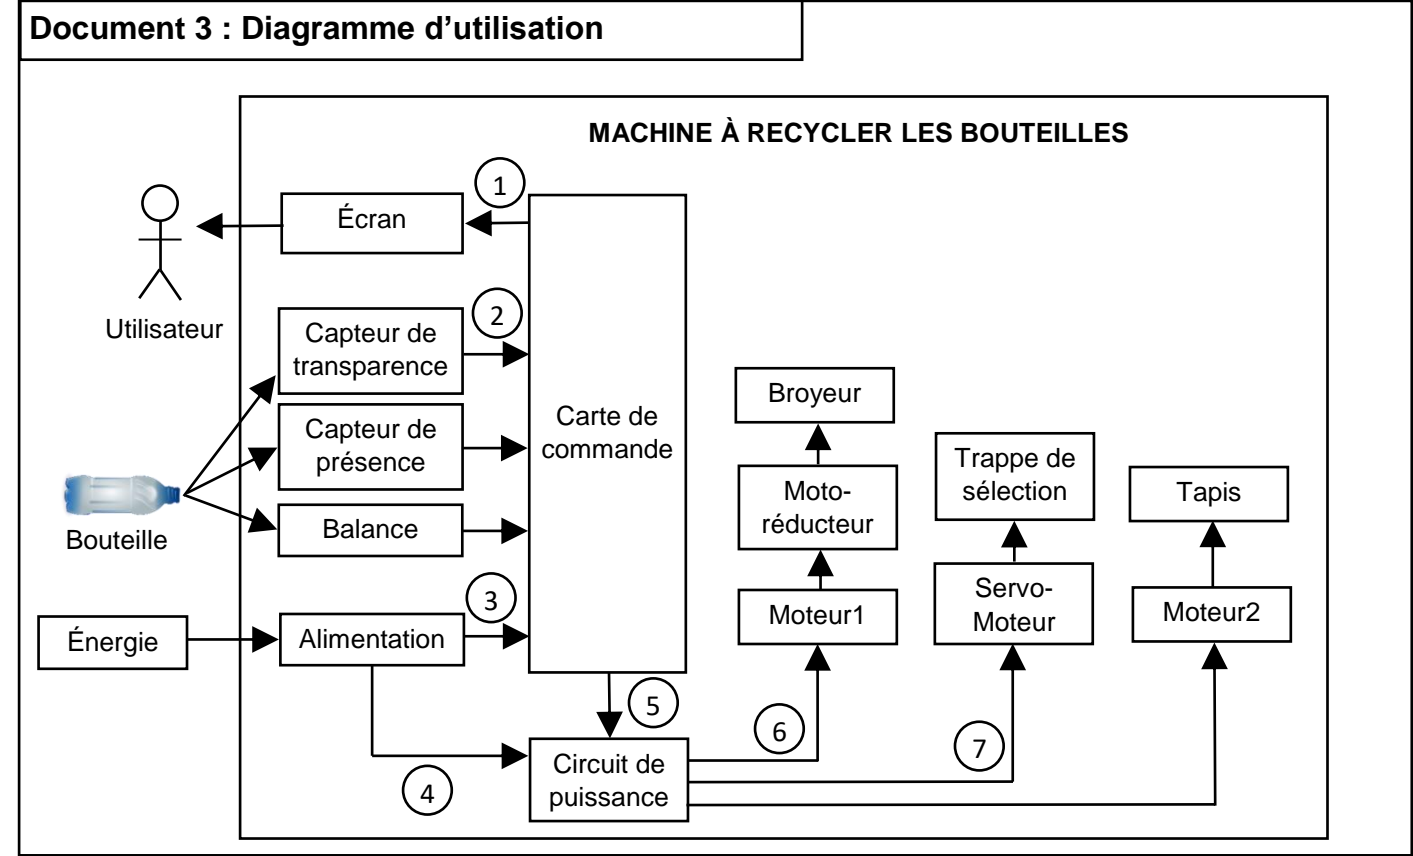 Document 3 : Diagramme d'utilisation
MACHINE À RECYCLER LES BOUTEILLES
1
Écran
Utilisateur
2
Capteur de
transparence
Capteur de
présence
Balance
Bouteille
Énergie
Alimentation
3
4
Carte de
commande
5
Circuit de
puissance
6
7
Broyeur
Moto-
réducteur
Moteur1
Trappe de
sélection
Servo-
Moteur
Tapis
Moteur2